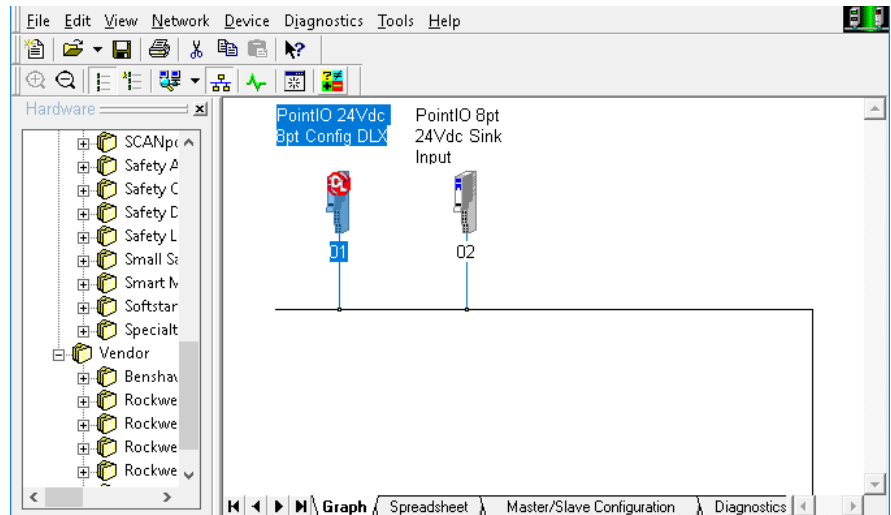 File Edit View Network Device Diagnostics Tools Help
Hardware
PointIO 24Vdc 8pt Config DLX
PointIO 8pt 24Vdc Sink Input
01
02
SCANpo
Safety A
Safety C
Safety D
Safety L
Small Sa
Smart M
Softstar
Specialt
Vendor
Benshaw
Rockwe
Rockwe
Rockwe
Rockwe
Graph Spreadsheet Master/Slave Configuration Diagnostics